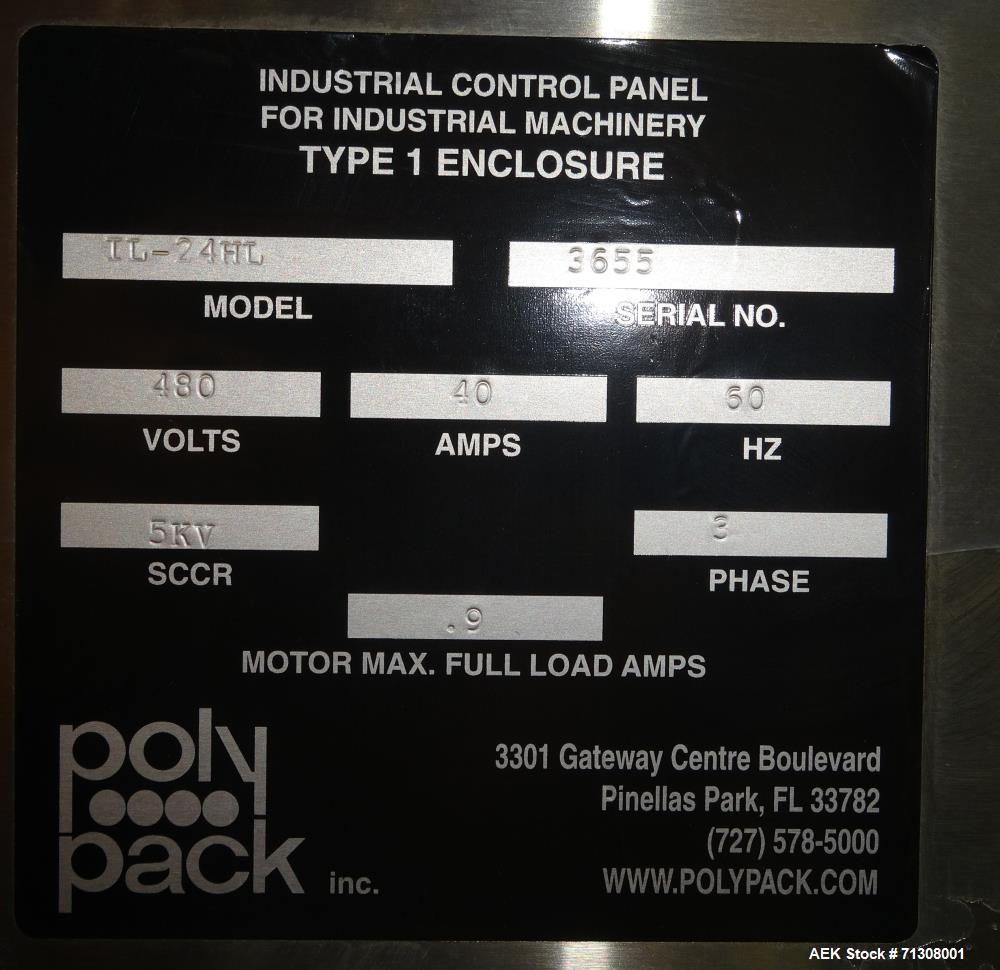 INDUSTRIAL CONTROL PANEL
FOR INDUSTRIAL MACHINERY
TYPE 1 ENCLOSURE
IL-24HL 3655
MODEL SERIAL NO.
480 40 60
VOLTS AMPS HZ
5KV 3
SCCR PHASE
.9
MOTOR MAX. FULL LOAD AMPS
poly
pack inc.
3301 Gateway Centre Boulevard
Pinellas Park, FL 33782
(727) 578-5000
WWW.POLYPACK.COM
AEK Stock # 71308001